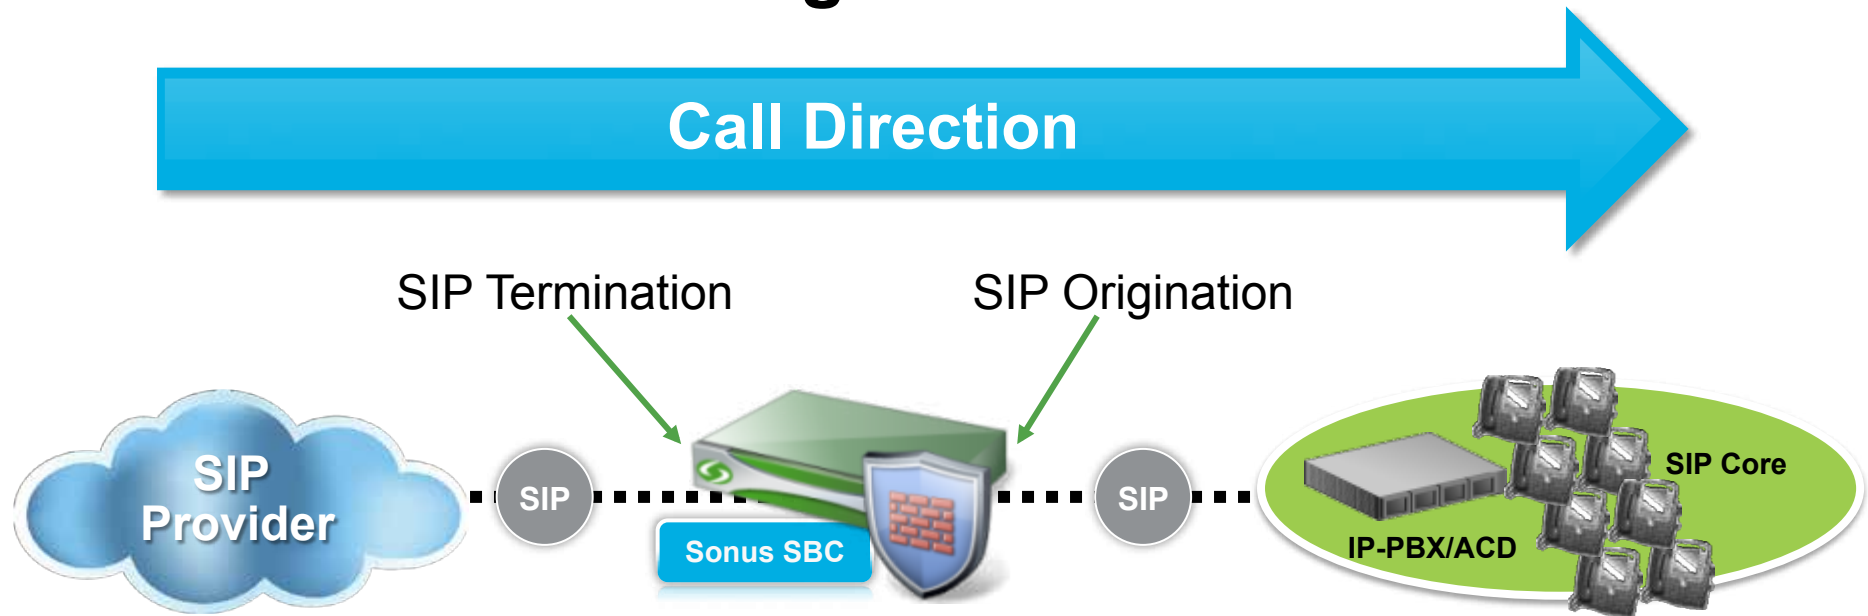 Call Direction
SIP Termination
SIP Origination
SIP
Provider
SIP
Sonus SBC
SIP
IP-PBX/ACD
SIP Core